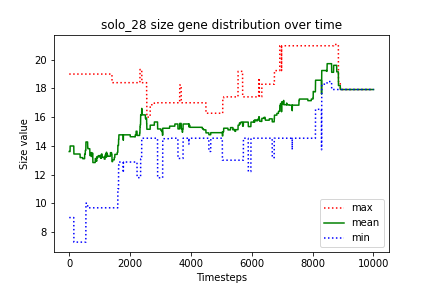 solo_28 size gene distribution over time
Size value
20
18
16
14
12
10
8
0
2000
4000
6000
8000
10000
Timesteps
max
mean
min